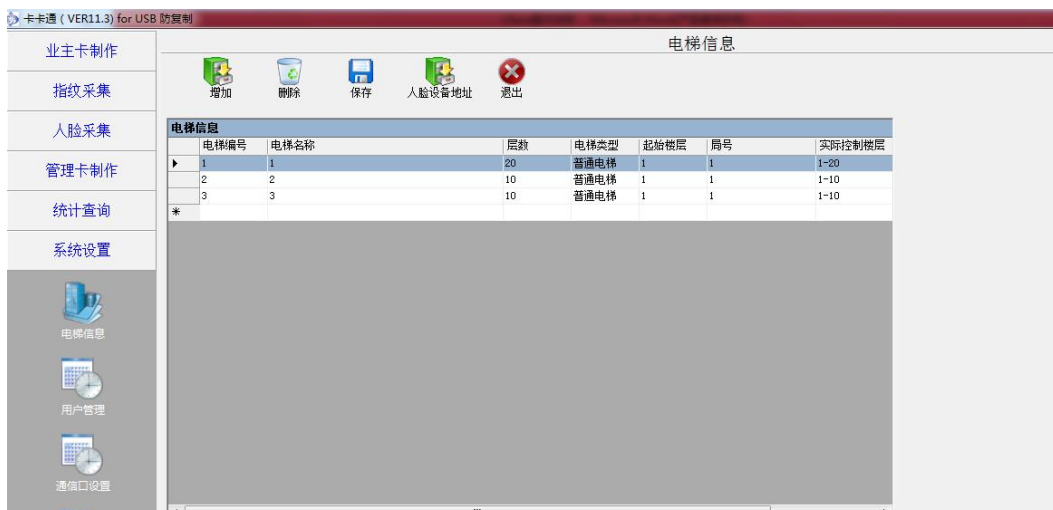 卡卡通 ( VER11.3) for USB 防复制
业主卡制作
指纹采集
人脸采集
管理卡制作
统计查询
系统设置
电梯信息
用户管理
通信口设置
电梯信息
增加 删除 保存 人脸设备地址 退出
电梯信息
电梯编号 电梯名称 层数 电梯类型 起始楼层 局号 实际控制楼层
1 1 20 普通电梯 1 1 1-20
2 2 10 普通电梯 1 1 1-10
3 3 10 普通电梯 1 1 1-10